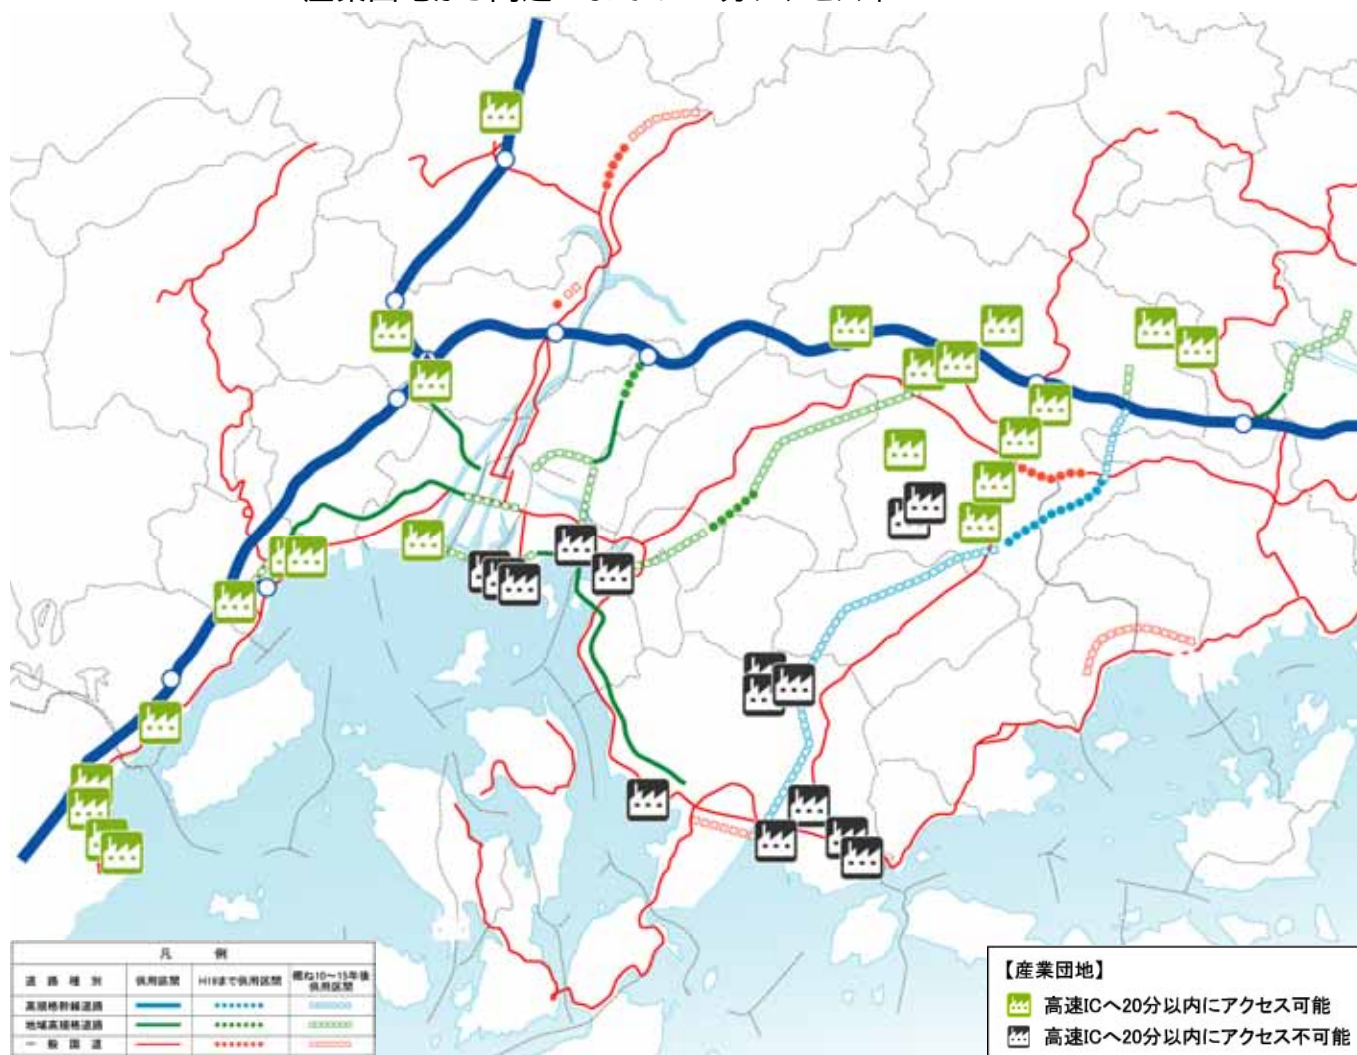 凡 例
道路種別 供用区間 H19まで供用区間 概ね10～15年後
供用区間
高規格幹線道路
地域高規格道路
一般国道
【産業団地】
高速ICへ20分以内にアクセス可能
高速ICへ20分以内にアクセス不可能